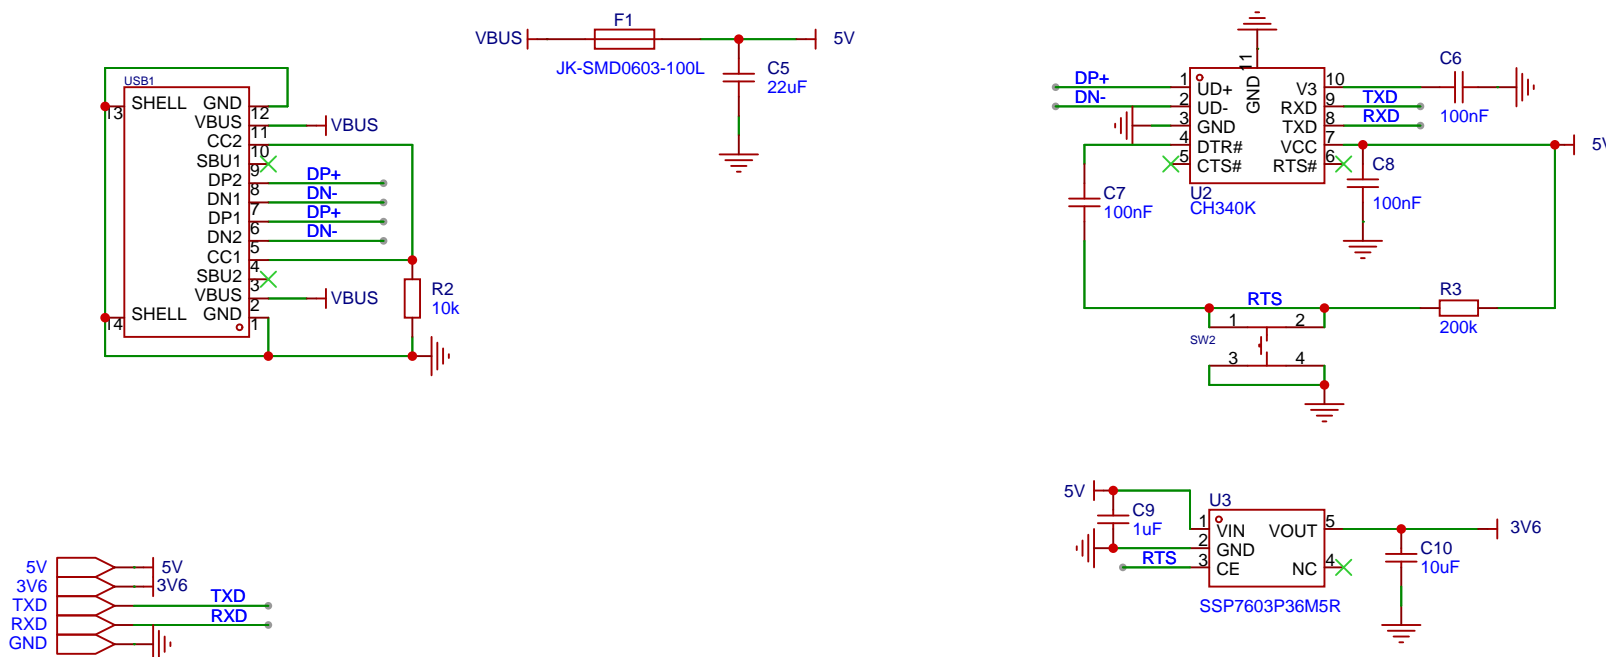 F1
VBUS
5V
JK-SMD0603-100L
C5
22uF
USB1
SHELL
GND
13
12
VBUS
VBUS
11
CC2
10
SBU1
9
DP2
DP+
8
DN1
DN-
7
DP1
DP+
6
DN2
DN-
5
CC1
4
SBU2
3
VBUS
VBUS
2
SHELL
GND
14
1
R2
10k
11
GND
DP+
1
UD+
V3
10
C6
100nF
DN-
2
UD-
RXD
9
TXD
3
GND
TXD
8
RXD
4
DTR#
VCC
7
5V
5
CTS#
RTS#
6
U2
CH340K
C7
100nF
C8
100nF
RTS
R3
200k
1
2
SW2
3
4
5V
C9
1uF
U3
1
VIN
VOUT
5
3V6
2
GND
RTS
3
CE
NC
4
C10
10uF
SSP7603P36M5R
5V
5V
3V6
3V6
TXD
TXD
RXD
RXD
GND